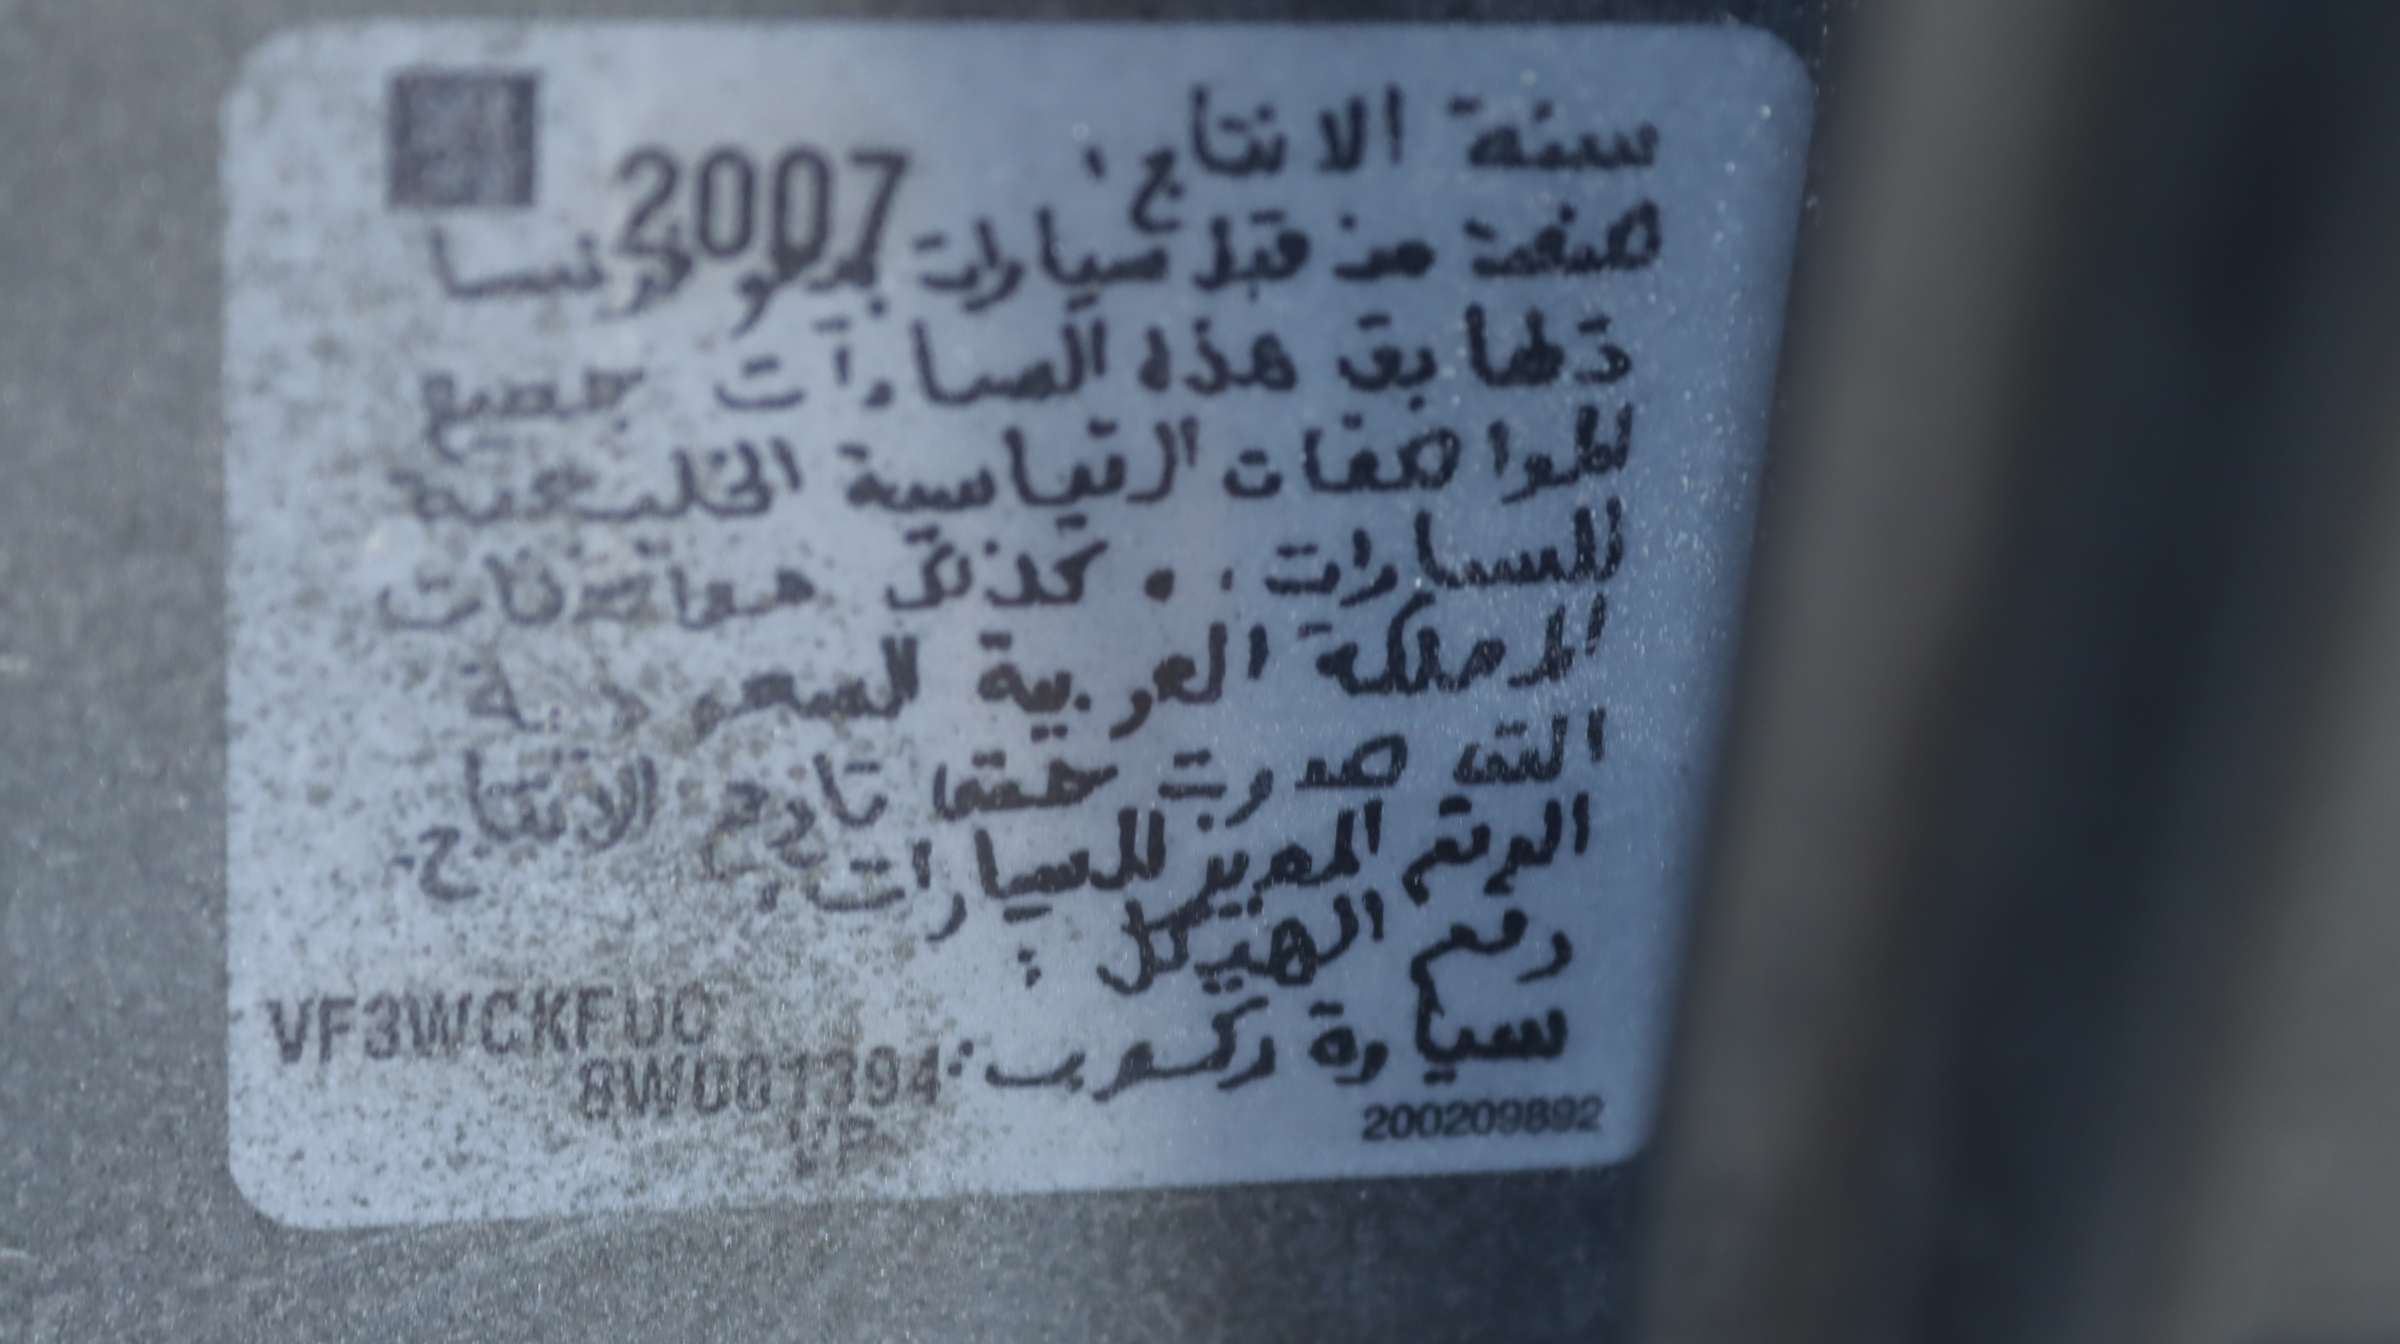 سنة الانتاج: 2007
صنعت من قبل سيارات بيجو فرنسا
تطابق هذه السيارات جميع
المواصفات القياسية الخليجية
للسيارات . كذلك مواصفات
المملكة العربية السعودية
التي صدرت حتى تاريخ الانتاج.
الرقم المميز للسيارات:
رقم الهيكل :
VF3WCKFUC
سيارة ركوب:
8W001394
VP
200209892